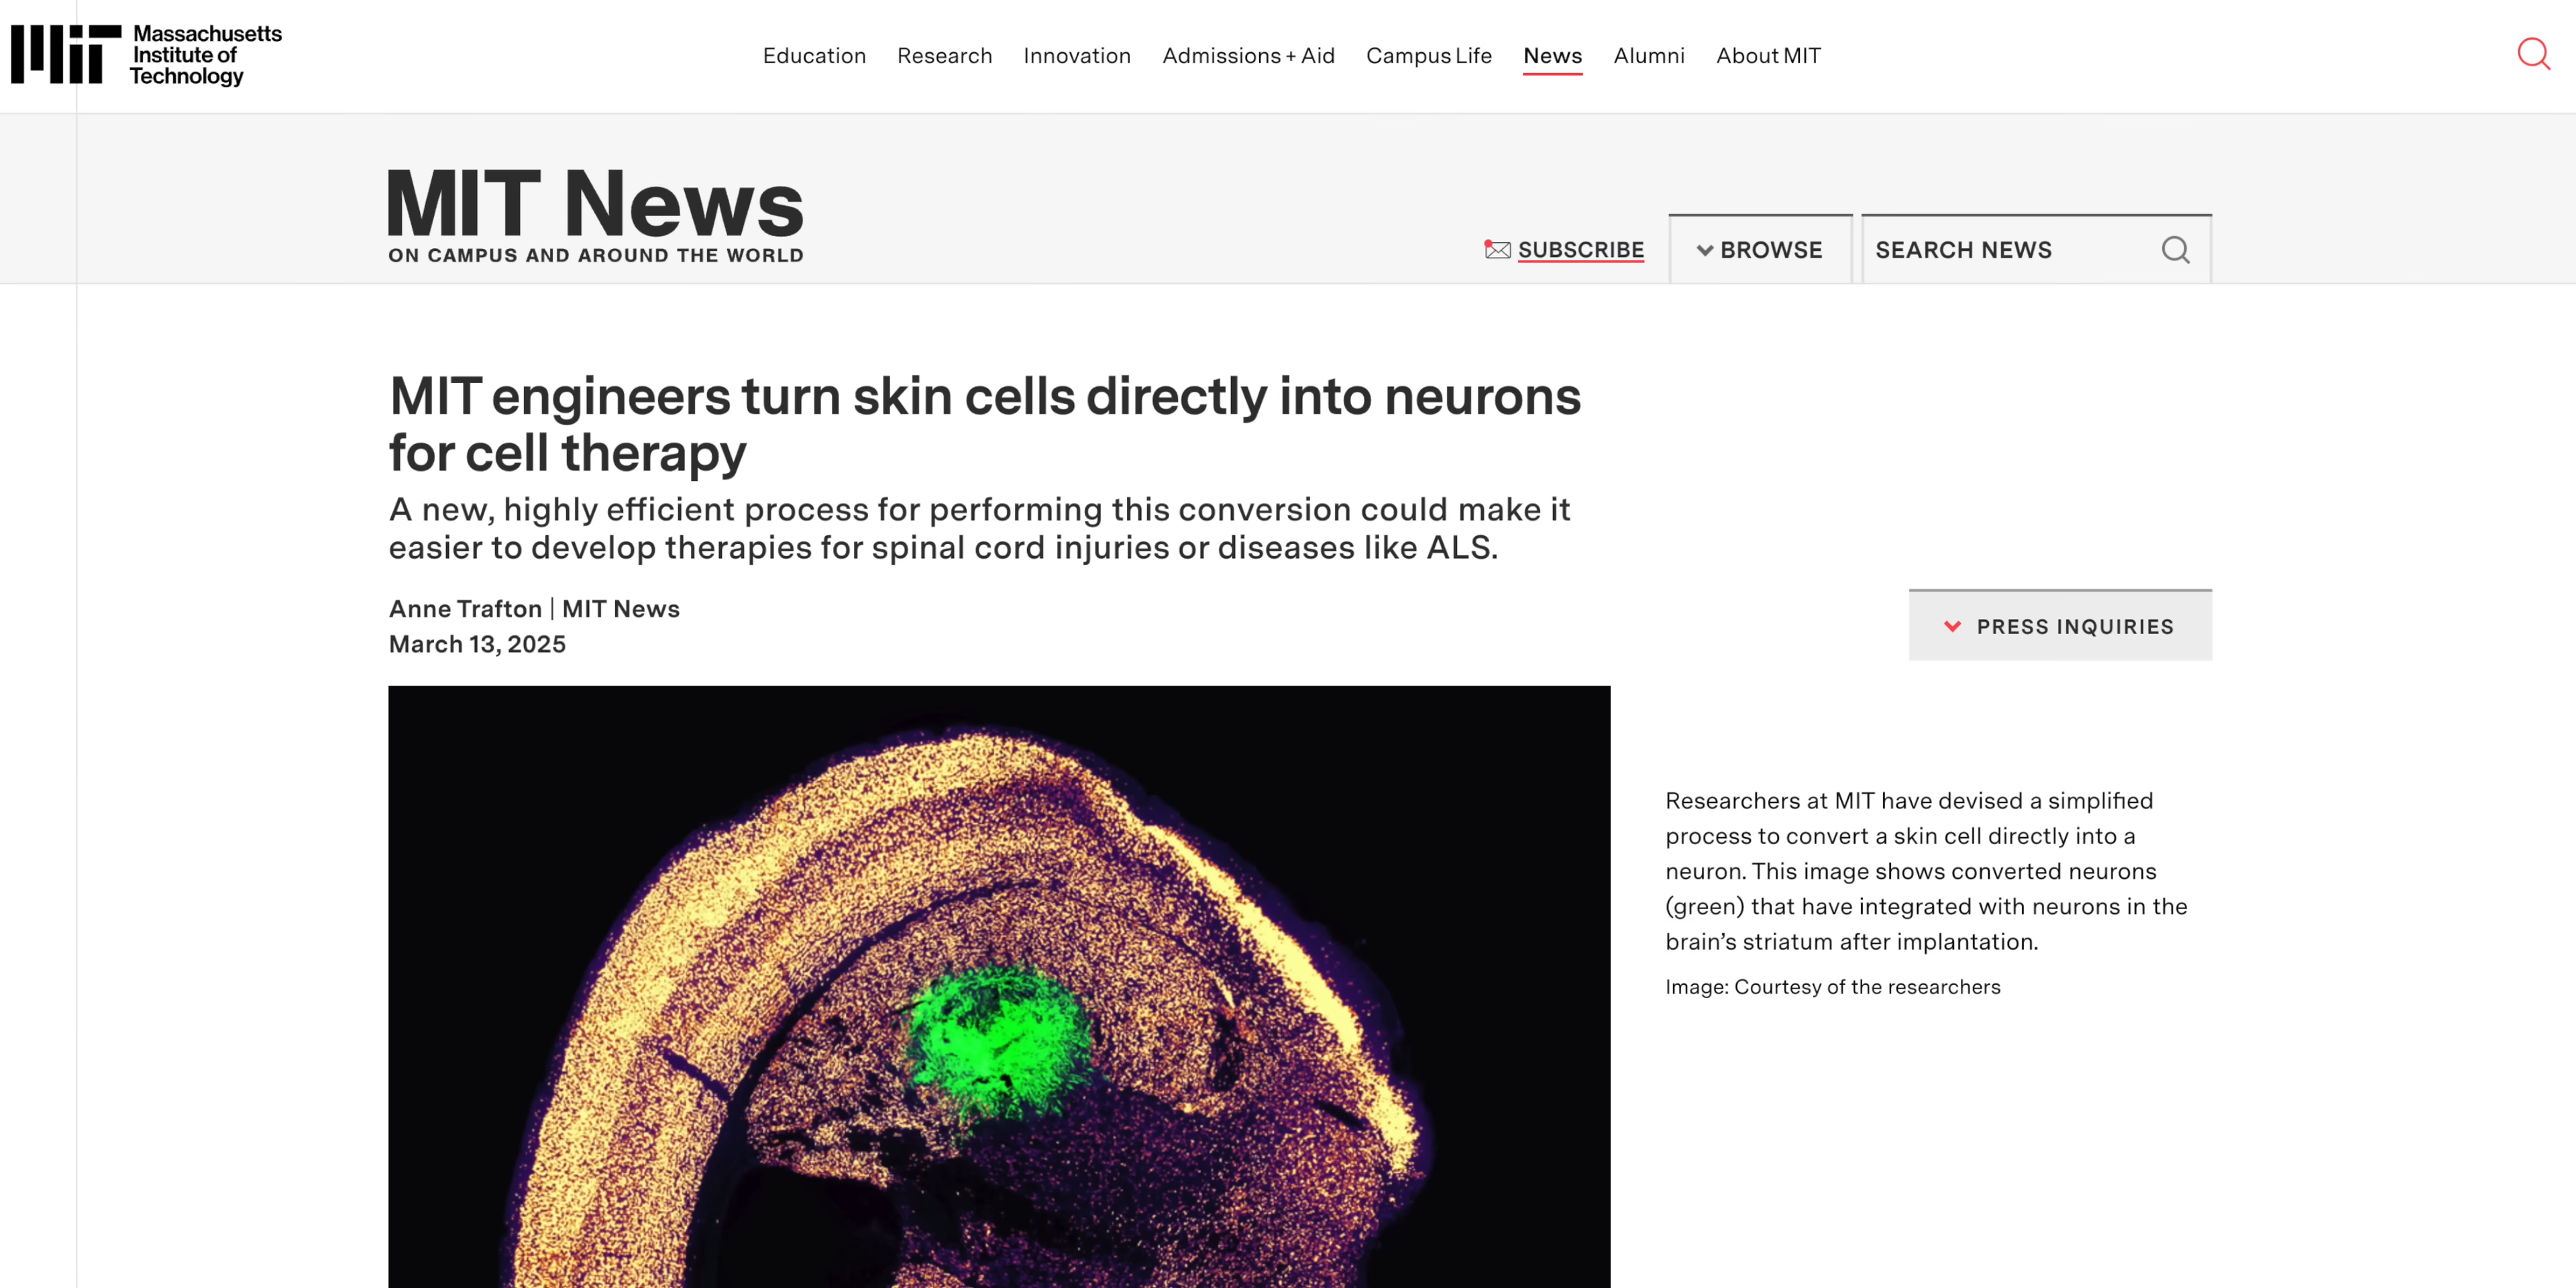 Massachusetts
Institute of
Technology
Education Research Innovation Admissions + Aid Campus Life News Alumni About MIT
MIT News
ON CAMPUS AND AROUND THE WORLD
SUBSCRIBE
BROWSE
SEARCH NEWS
MIT engineers turn skin cells directly into neurons
for cell therapy
A new, highly efficient process for performing this conversion could make it
easier to develop therapies for spinal cord injuries or diseases like ALS.
Anne Trafton | MIT News
March 13, 2025
PRESS INQUIRIES
Researchers at MIT have devised a simplified
process to convert a skin cell directly into a
neuron. This image shows converted neurons
(green) that have integrated with neurons in the
brain’s striatum after implantation.
Image: Courtesy of the researchers